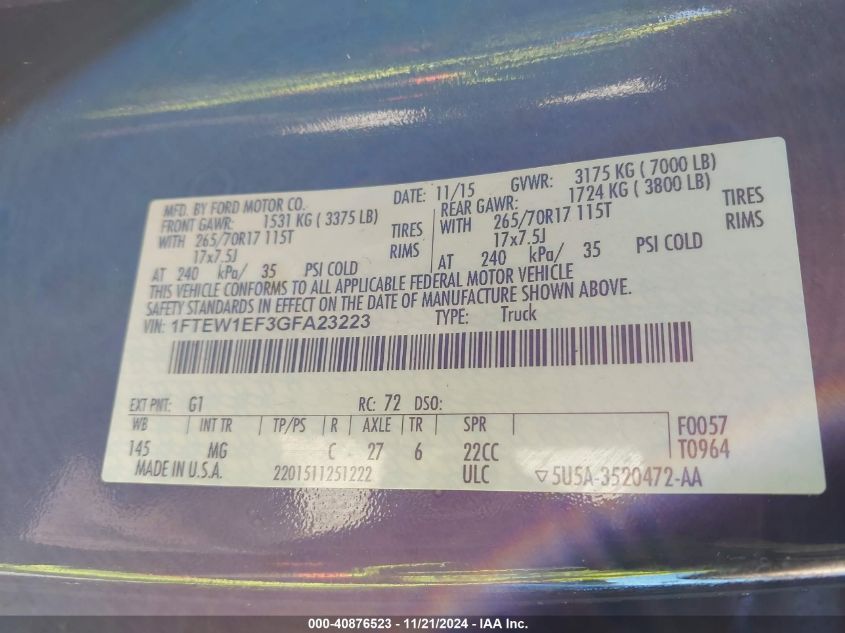 MFD. BY FORD MOTOR CO. DATE: 11/15 GVWR: 3175 KG ( 7000 LB)
FRONT GAWR: 1531 KG ( 3375 LB) REAR GAWR: 1724 KG ( 3800 LB)
WITH 265/70R17 115T TIRES WITH 265/70R17 115T TIRES
17x7.5J RIMS 17x7.5J RIMS
AT 240 kPa/ 35 PSI COLD AT 240 kPa/ 35 PSI COLD
THIS VEHICLE CONFORMS TO ALL APPLICABLE FEDERAL MOTOR VEHICLE
SAFETY STANDARDS IN EFFECT ON THE DATE OF MANUFACTURE SHOWN ABOVE.
VIN: 1FTEW1EF3GFA23223 TYPE: Truck
EXT PNT: G1 RC: 72 DSO:
WB INT TR TP/PS R AXLE TR SPR F0057
145 MG C 27 6 22CC T0964
MADE IN U.S.A. 2201511251222 ULC ▽5U5A-3520472-AA
000-40876523 - 11/21/2024 - IAA Inc.